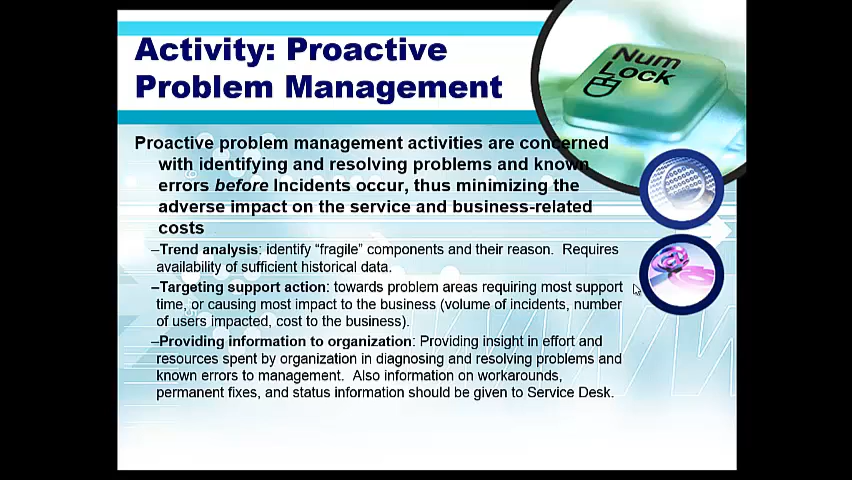 Activity: Proactive
Problem Management
Num
Lock
Proactive problem management activities are concerned
with identifying and resolving problems and known
errors before Incidents occur, thus minimizing the
adverse impact on the service and business-related
costs
–Trend analysis: identify “fragile” components and their reason. Requires
availability of sufficient historical data.
–Targeting support action: towards problem areas requiring most support
time, or causing most impact to the business (volume of incidents, number
of users impacted, cost to the business).
–Providing information to organization: Providing insight in effort and
resources spent by organization in diagnosing and resolving problems and
known errors to management. Also information on workarounds,
permanent fixes, and status information should be given to Service Desk.